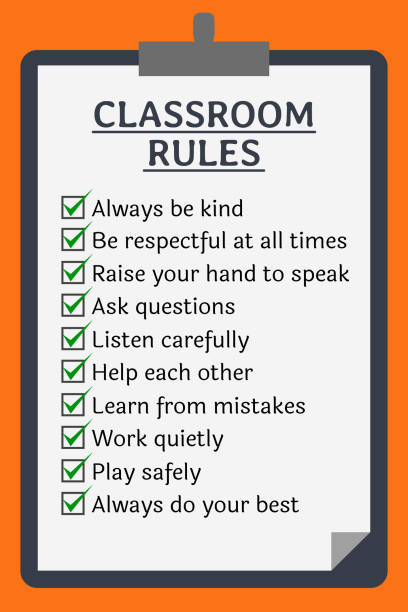 CLASSROOM
RULES
Always be kind
Be respectful at all times
Raise your hand to speak
Ask questions
Listen carefully
Help each other
Learn from mistakes
Work quietly
Play safely
Always do your best